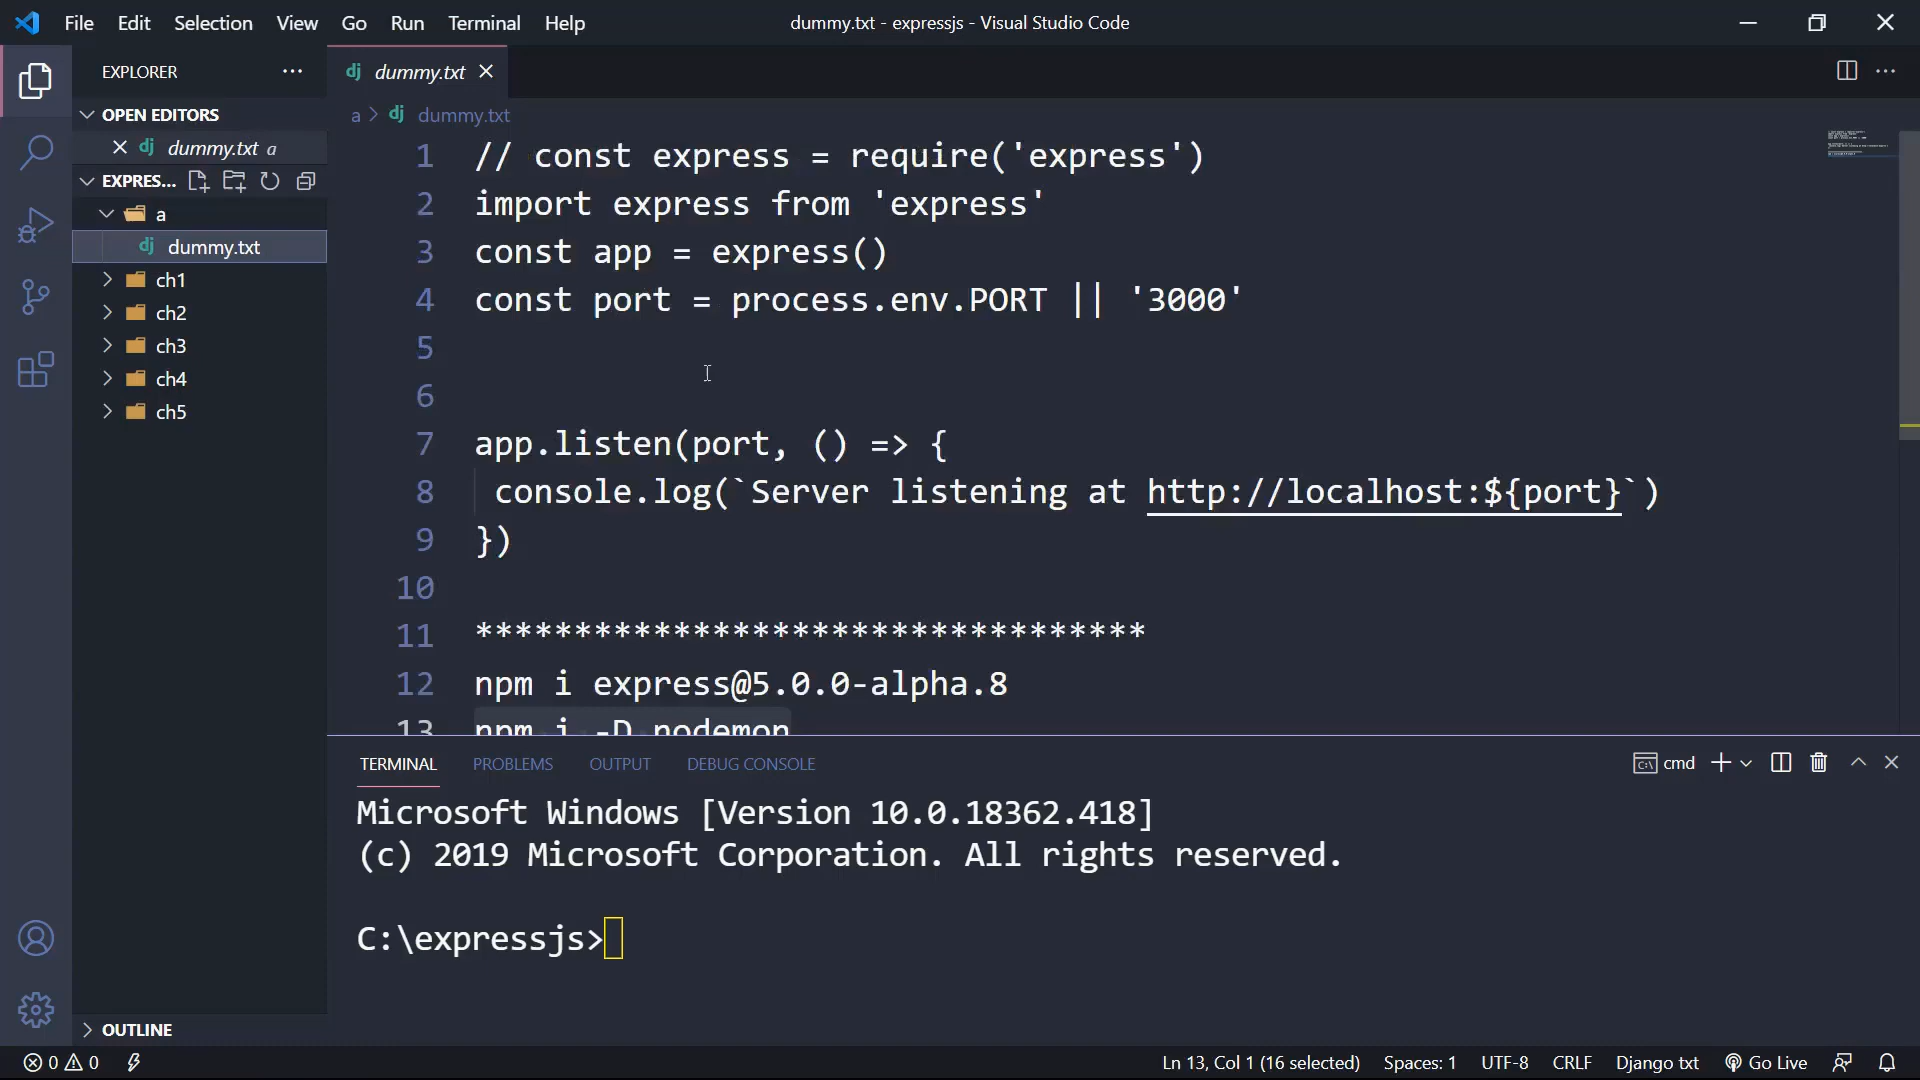 File Edit Selection View Go Run Terminal Help
dummy.txt - expressjs - Visual Studio Code
EXPLORER
OPEN EDITORS
dummy.txt a
EXPRES...
a
dummy.txt
ch1
ch2
ch3
ch4
ch5
OUTLINE
dummy.txt
a > dummy.txt
1 // const express = require('express')
2 import express from 'express'
3 const app = express()
4 const port = process.env.PORT || '3000'
5
6
7 app.listen(port, () => {
8 console.log(`Server listening at http://localhost:${port}`)
9 })
10
11 **********************************
12 npm i express@5.0.0-alpha.8
13 npm i -D nodemon
TERMINAL PROBLEMS OUTPUT DEBUG CONSOLE
cmd
Microsoft Windows [Version 10.0.18362.418]
(c) 2019 Microsoft Corporation. All rights reserved.
C:\expressjs>
0 0
Ln 13, Col 1 (16 selected) Spaces: 1 UTF-8 CRLF Django txt Go Live